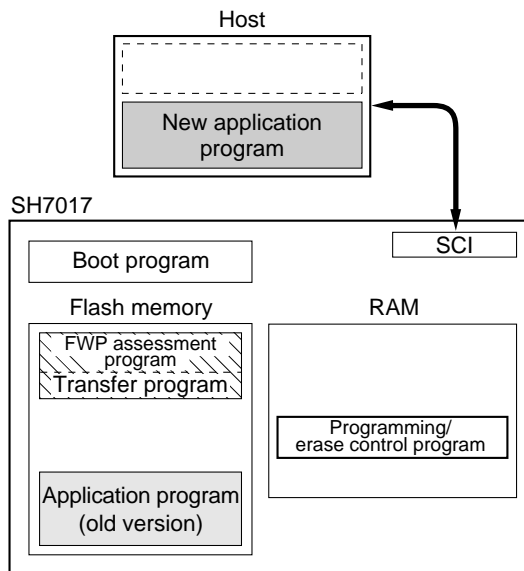 Host
New application
program
SH7017
SCI
Boot program
Flash memory
RAM
FWP assessment
program
Transfer program
Programming/
erase control program
Application program
(old version)